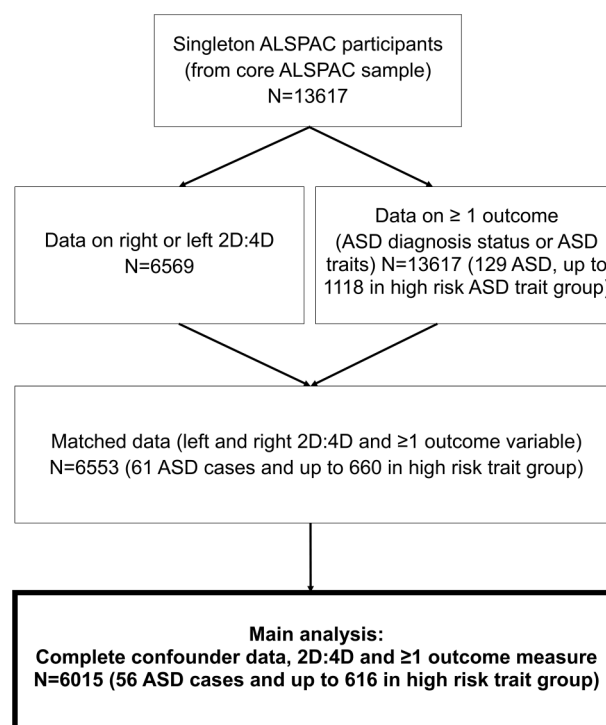 Singleton ALSPAC participants
(from core ALSPAC sample)
N=13617
Data on right or left 2D:4D
N=6569
Data on ≥ 1 outcome
(ASD diagnosis status or ASD
traits) N=13617 (129 ASD, up to
1118 in high risk ASD trait group)
Matched data (left and right 2D:4D and ≥1 outcome variable)
N=6553 (61 ASD cases and up to 660 in high risk trait group)
Main analysis:
Complete confounder data, 2D:4D and ≥1 outcome measure
N=6015 (56 ASD cases and up to 616 in high risk trait group)